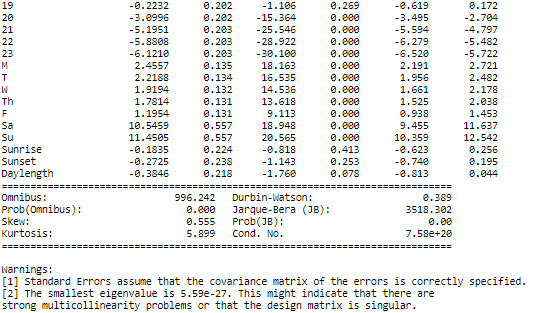 19 -0.2232 0.202 -1.106 0.269 -0.619 0.172
20 -3.0996 0.202 -15.364 0.000 -3.495 -2.704
21 -5.1951 0.203 -25.546 0.000 -5.594 -4.797
22 -5.8808 0.203 -28.922 0.000 -6.279 -5.482
23 -6.1210 0.203 -30.100 0.000 -6.520 -5.722
M 2.4557 0.135 18.163 0.000 2.191 2.721
T 2.2188 0.134 16.535 0.000 1.956 2.482
W 1.9194 0.132 14.536 0.000 1.661 2.178
Th 1.7814 0.131 13.618 0.000 1.525 2.038
F 1.1954 0.131 9.113 0.000 0.938 1.453
Sa 10.5459 0.557 18.948 0.000 9.455 11.637
Su 11.4505 0.557 20.565 0.000 10.359 12.542
Sunrise -0.1835 0.224 -0.818 0.413 -0.623 0.256
Sunset -0.2725 0.238 -1.143 0.253 -0.740 0.195
Daylength -0.3846 0.218 -1.760 0.078 -0.813 0.044
==============================================================================
Omnibus: 996.242 Durbin-Watson: 0.389
Prob(Omnibus): 0.000 Jarque-Bera (JB): 3518.302
Skew: 0.555 Prob(JB): 0.00
Kurtosis: 5.899 Cond. No. 7.58e+20
==============================================================================
Warnings:
[1] Standard Errors assume that the covariance matrix of the errors is correctly specified.
[2] The smallest eigenvalue is 5.59e-27. This might indicate that there are
strong multicollinearity problems or that the design matrix is singular.